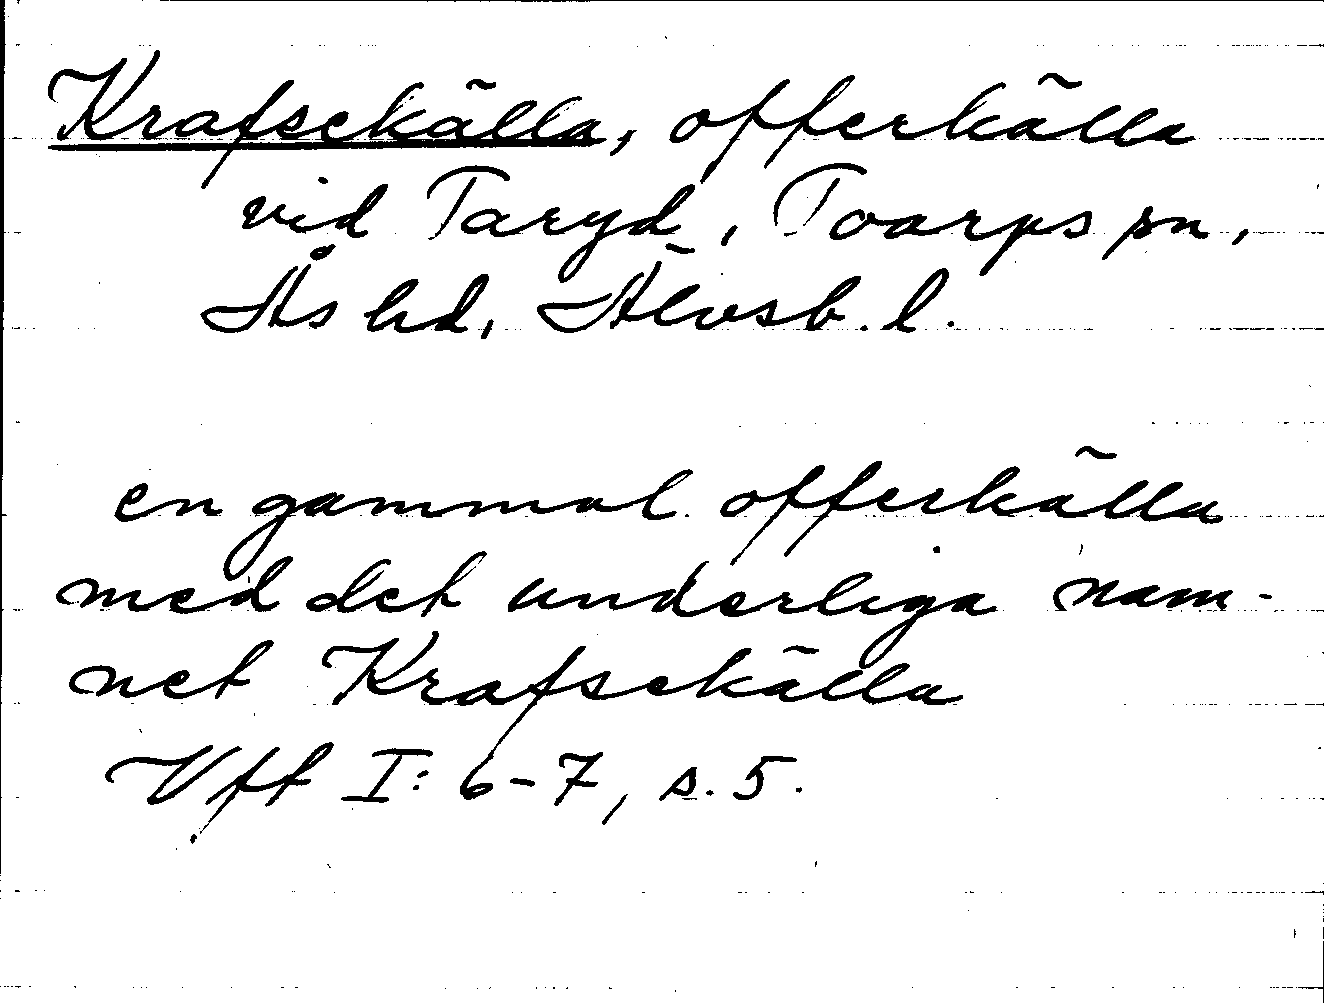 Krafsekälla, offerkälla
vid Taryd, Toarps sn,
Ås hd, Älvsb. l.
en gammal offerkälla
med det underliga nam-
net Krafsekälla
Vff I: 6-7, s. 5.